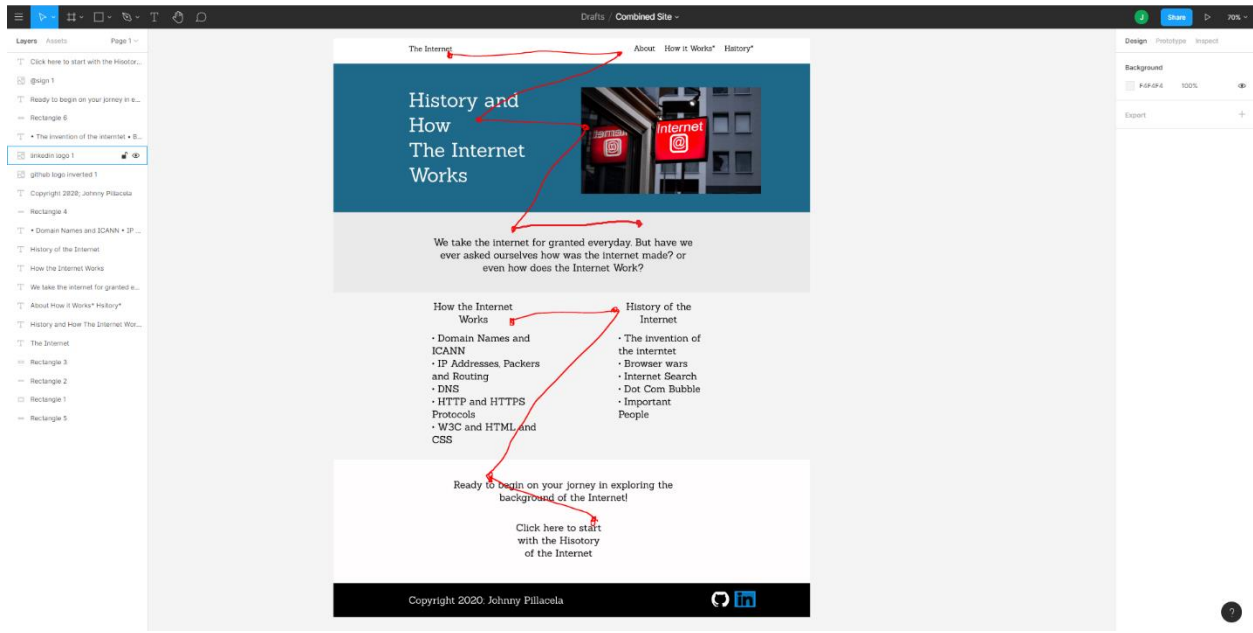 Drafts / Combined Site
J
Share
70%
Layers Assets Page 1
Click here to start with the Hisotor...
@sign 1
Ready to begin on your jorney in e...
Rectangle 6
• The invention of the interntet • B...
linkedin logo 1
github logo inverted 1
Copyright 2020; Johnny Pillacela
Rectangle 4
• Domain Names and ICANN • IP ...
History of the Internet
How the Internet Works
We take the internet for granted e...
About How it Works* Hsitory*
History and How The Internet Wor...
The Internet
Rectangle 3
Rectangle 2
Rectangle 1
Rectangle 5
The Internet
About How it Works* Hsitory*
History and
How
The Internet
Works
Internet
@
Internet
@
We take the internet for granted everyday. But have we
ever asked ourselves how was the internet made? or
even how does the Internet Work?
How the Internet
Works
• Domain Names and
ICANN
• IP Addresses, Packers
and Routing
• DNS
• HTTP and HTTPS
Protocols
• W3C and HTML and
CSS
History of the
Internet
• The invention of
the interntet
• Browser wars
• Internet Search
• Dot Com Bubble
• Important
People
Ready to begin on your jorney in exploring the
background of the Internet!
Click here to start
with the Hisotory
of the Internet
Copyright 2020: Johnny Pillacela
in
Design Prototype Inspect
Background
100%
Export
?